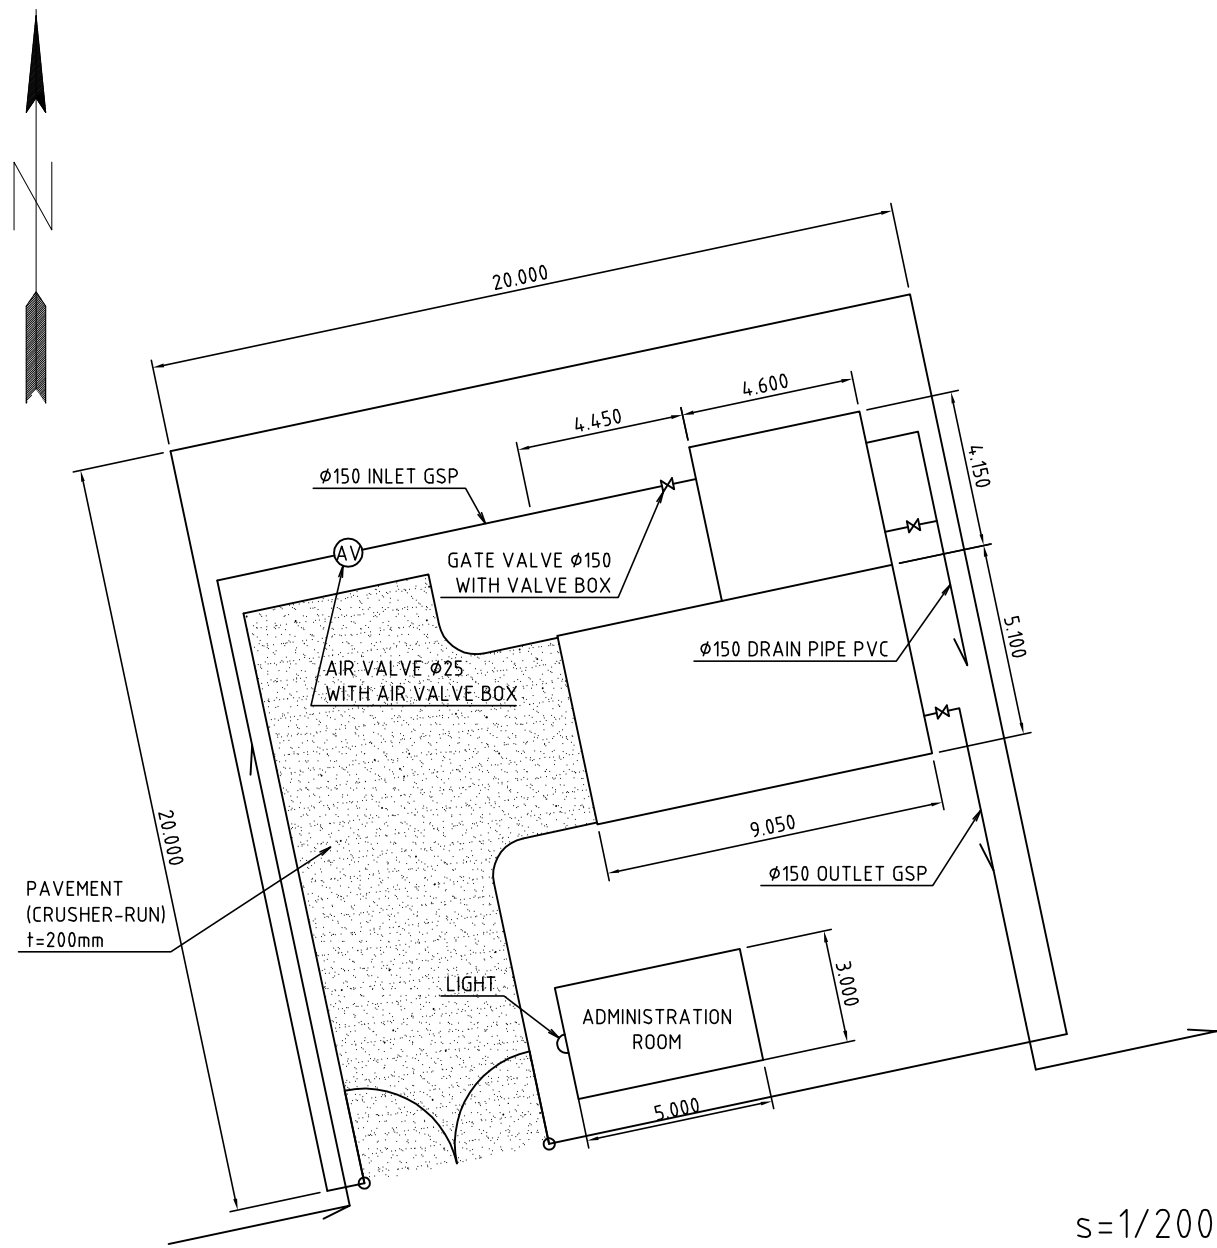 N
20.000
4.600
4.450
4.150
Ø150 INLET GSP
AV
GATE VALVE Ø150
WITH VALVE BOX
5.100
Ø150 DRAIN PIPE PVC
AIR VALVE Ø25
WITH AIR VALVE BOX
20.000
9.050
Ø150 OUTLET GSP
PAVEMENT
(CRUSHER-RUN)
t=200mm
LIGHT
3.000
ADMINISTRATION
ROOM
5.000
s=1/200